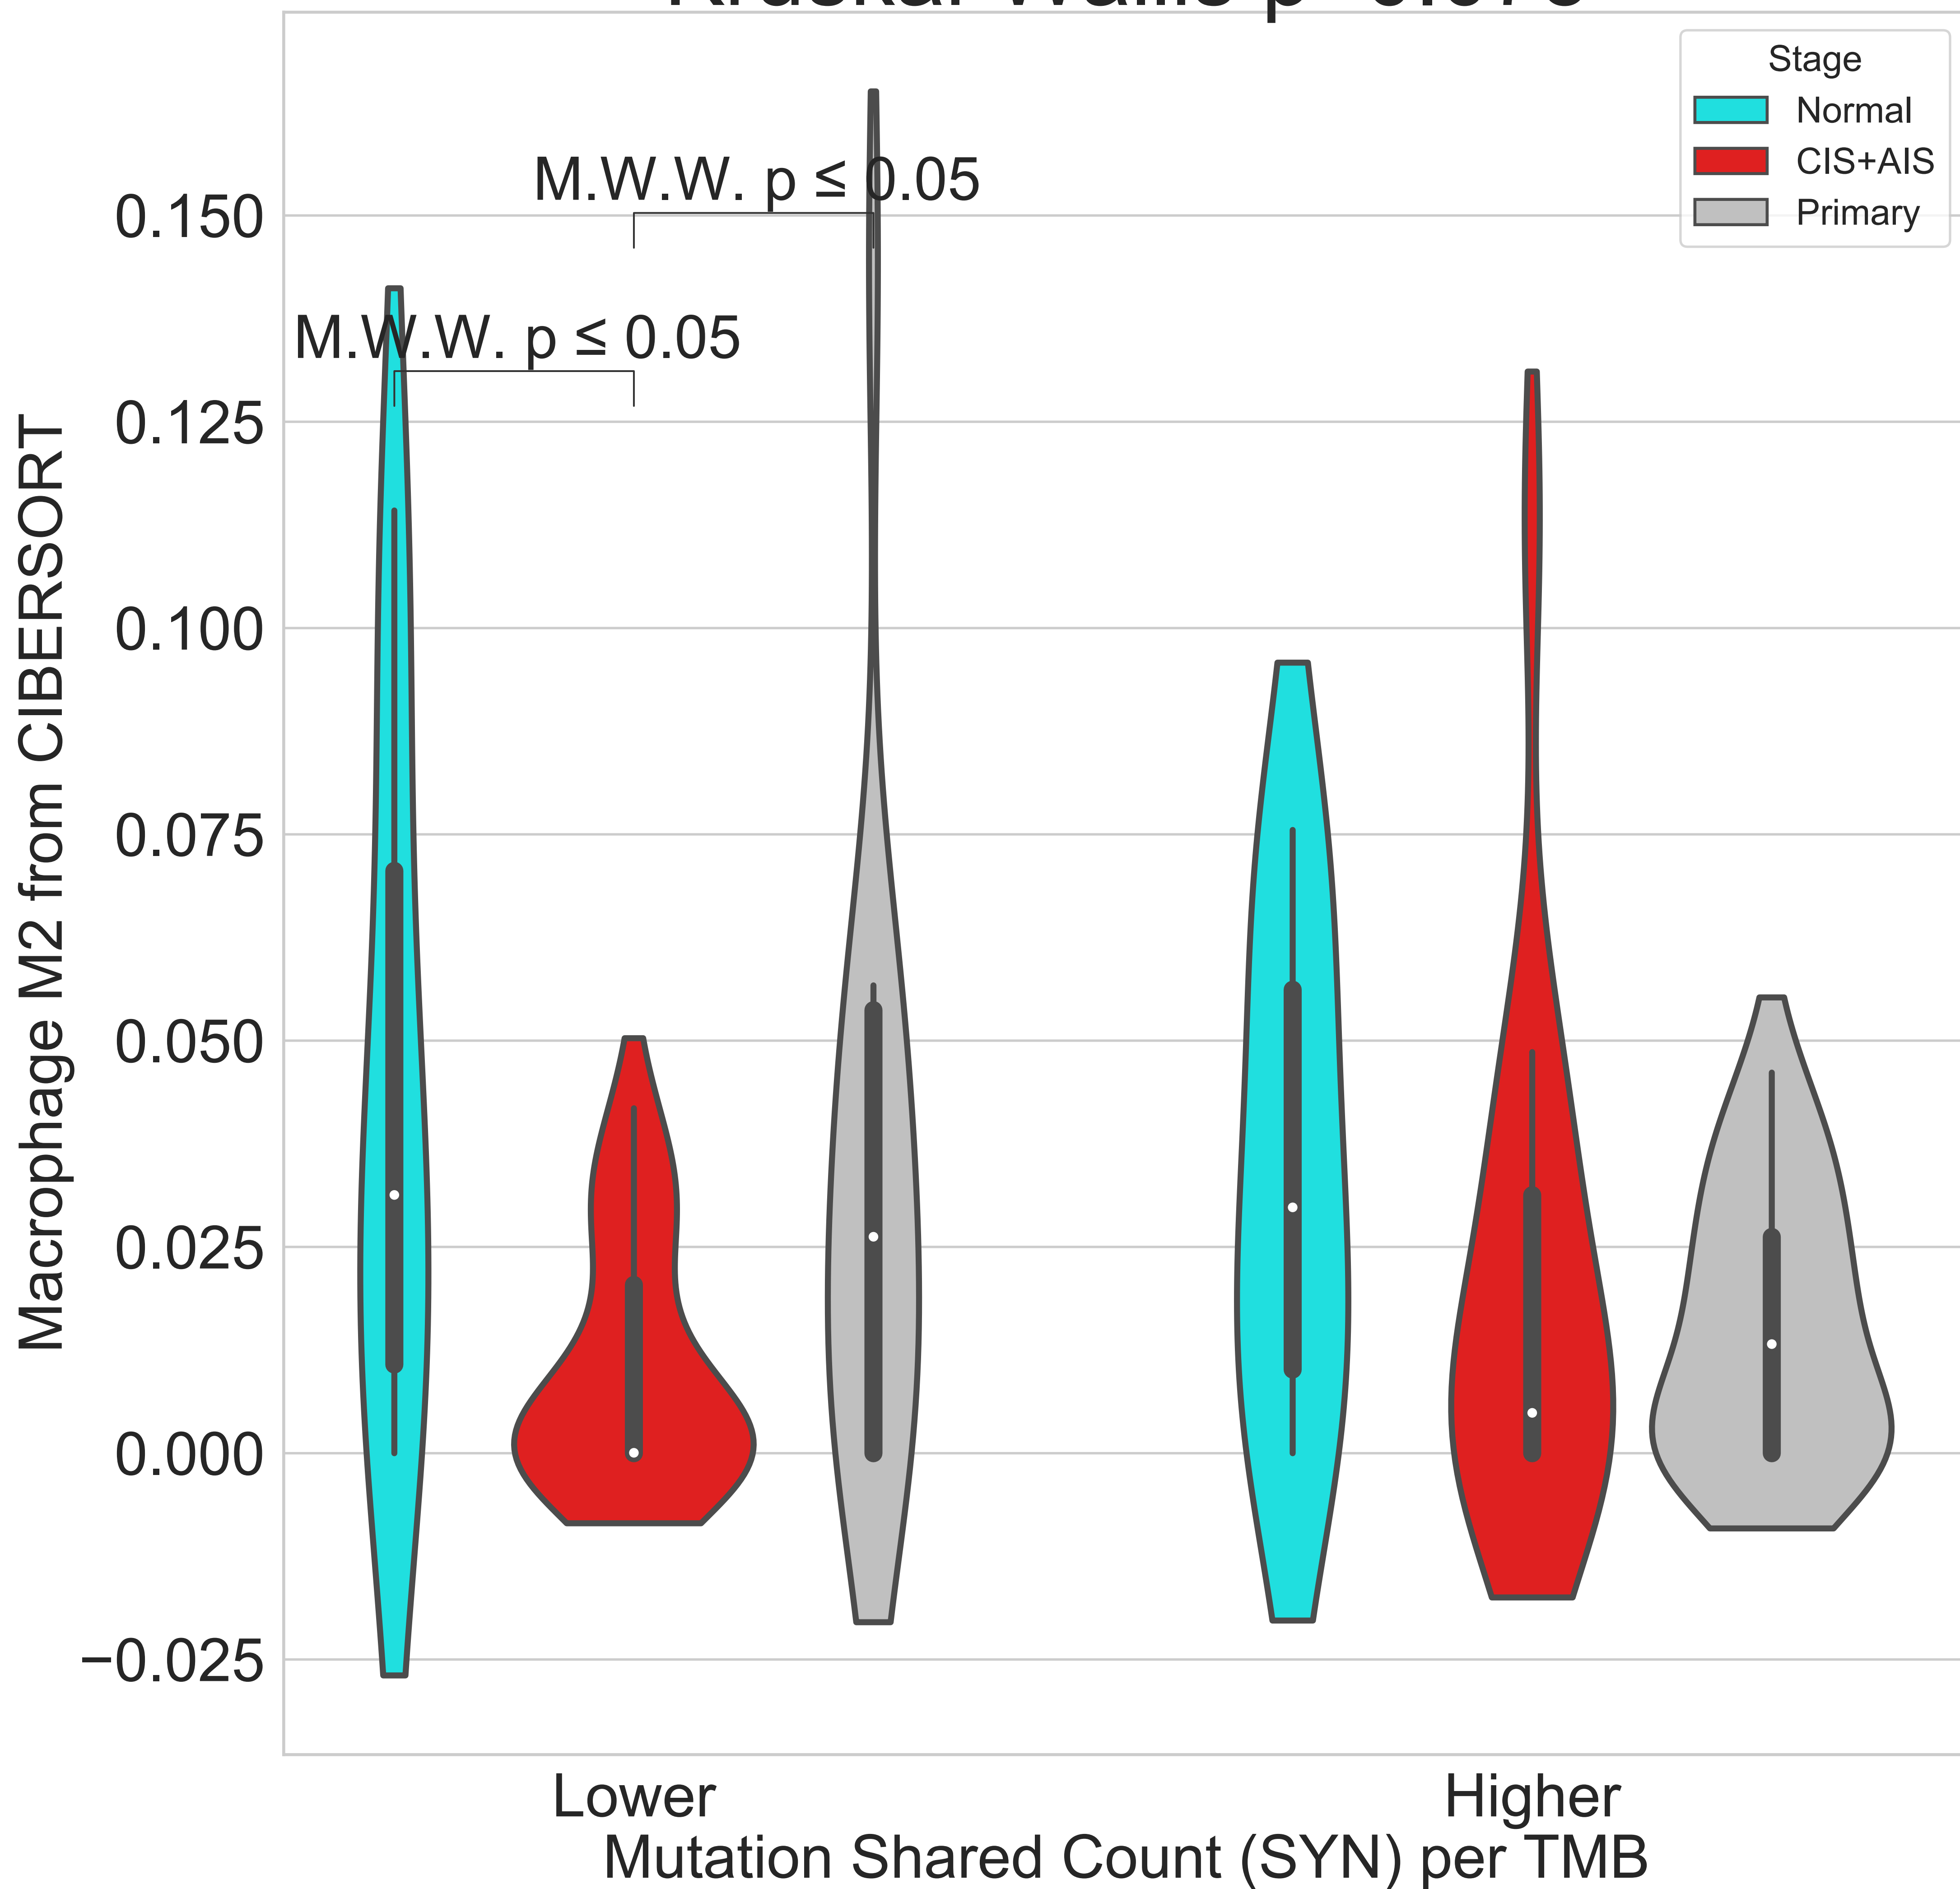 Stage
Normal
CIS+AIS
Primary
M.W.W. p ≤ 0.05
M.W.W. p ≤ 0.05
0.150
0.125
0.100
0.075
0.050
0.025
0.000
−0.025
Macrophage M2 from CIBERSORT
Lower
Higher
Mutation Shared Count (SYN) per TMB